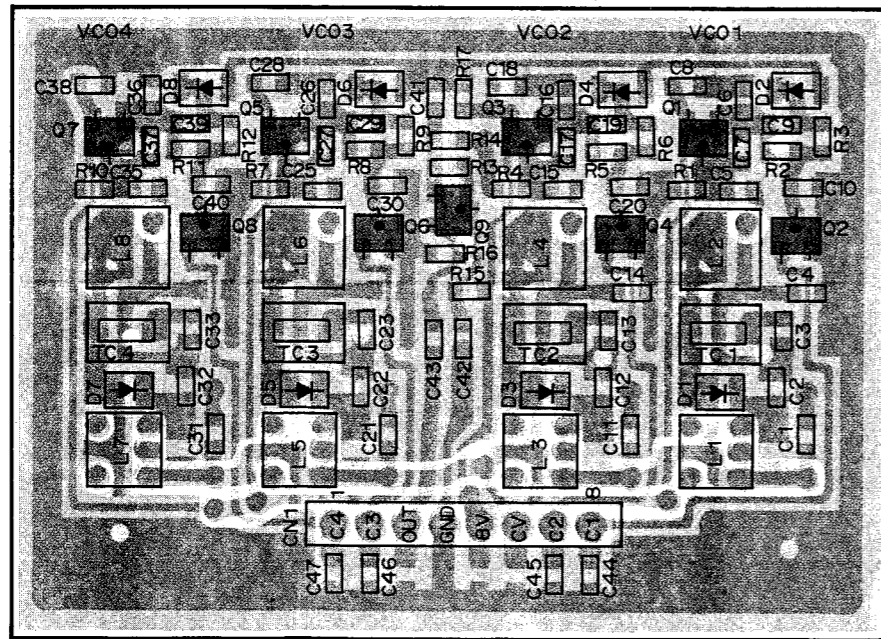 VCO4 VCO3 VCO2 VCO1
C38 C36 D8 C28 C26 D6 C41 R17 C18 C16 D4 C8 C6 D2
Q7 C37 C39 R12 Q5 C27 C29 R9 R14 Q3 C17 C19 R6 Q1 C7 C9 R3
R11 R8 R13 R5 R2
R10 C35 R7 C25 R4 C15 R1 C5 C10
C40 C30 C20
L8 Q8 L6 Q6 Q9 L4 Q4 L2 Q2
R16
R15 C14 C4
TC4 C33 TC3 C23 C43 C42 TC2 C13 TC1 C3
D7 C32 D5 C22 D3 C12 D1 C2
L7 C31 L5 C21 L3 C11 L1 C1
1 8
CN1 C4 C3 OUT GND 8V CV C2 C1
C47 C46 C45 C44